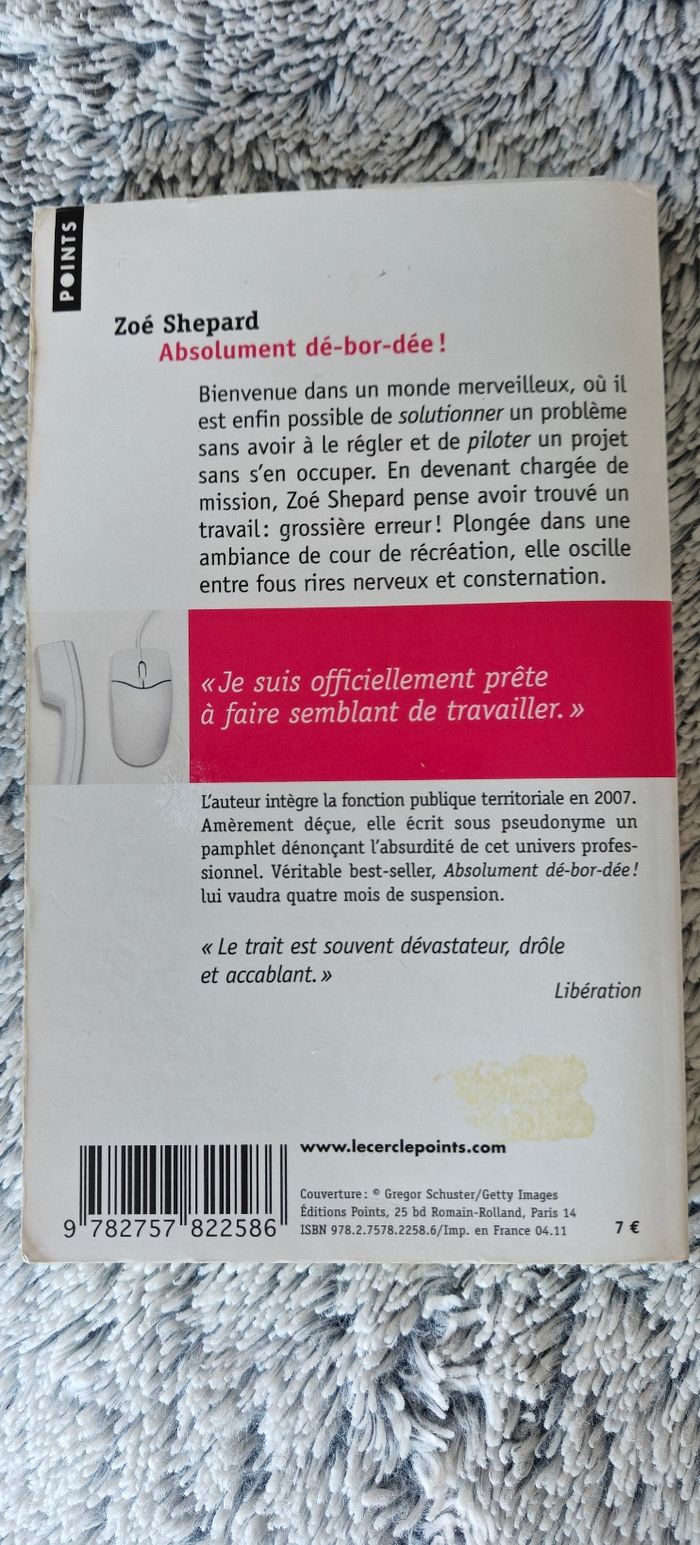 POINTS
Zoé Shepard
Absolument dé-bor-dée !
Bienvenue dans un monde merveilleux, où il
est enfin possible de solutionner un problème
sans avoir à le régler et de piloter un projet
sans s'en occuper. En devenant chargée de
mission, Zoé Shepard pense avoir trouvé un
travail : grossière erreur ! Plongée dans une
ambiance de cour de récréation, elle oscille
entre fous rires nerveux et consternation.
« Je suis officiellement prête
à faire semblant de travailler. »
L'auteur intègre la fonction publique territoriale en 2007.
Amèrement déçue, elle écrit sous pseudonyme un
pamphlet dénonçant l'absurdité de cet univers profes-
sionnel. Véritable best-seller, Absolument dé-bor-dée !
lui vaudra quatre mois de suspension.
« Le trait est souvent dévastateur, drôle
et accablant. »
Libération
www.lecerclepoints.com
Couverture : © Gregor Schuster/Getty Images
Éditions Points, 25 bd Romain-Rolland, Paris 14
ISBN 978.2.7578.2258.6/Imp. en France 04.11
7 €
9 782757 822586